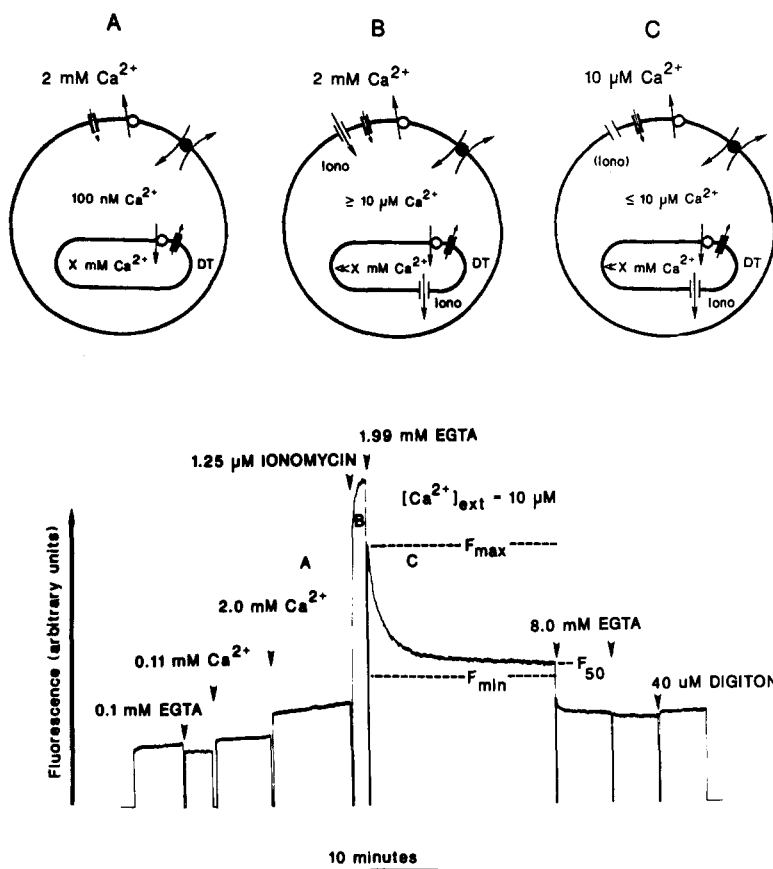 A
B
C
2 mM Ca2+
2 mM Ca2+
10 µM Ca2+
Iono
(Iono)
100 nM Ca2+
≥ 10 µM Ca2+
≤ 10 µM Ca2+
X mM Ca2+
DT
≪X mM Ca2+
DT
≪X mM Ca2+
DT
Iono
Iono
1.99 mM EGTA
1.25 µM IONOMYCIN
[Ca2+]ext - 10 µM
B
Fmax
A
C
2.0 mM Ca2+
8.0 mM EGTA
0.11 mM Ca2+
F50
Fmin
40 uM DIGITON
0.1 mM EGTA
Fluorescence (arbitrary units)
10 minutes